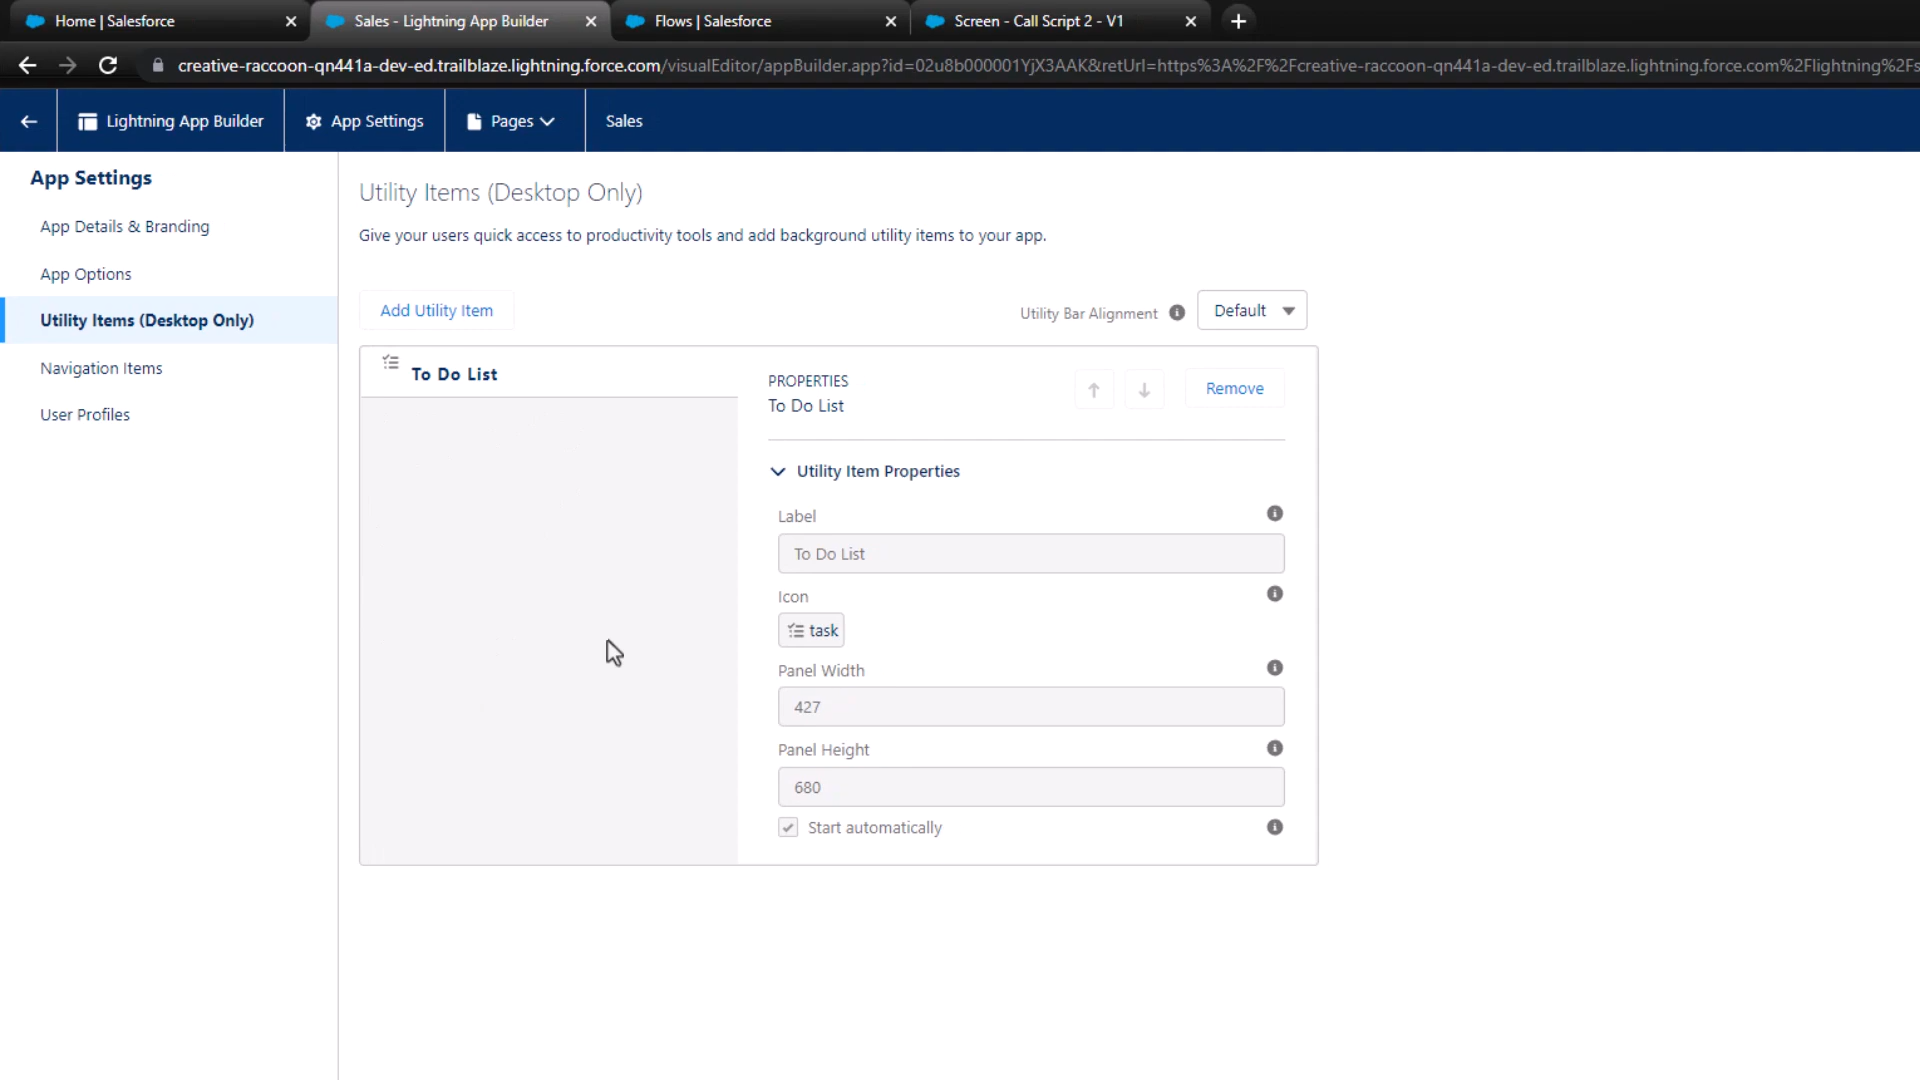 Home | Salesforce
Sales - Lightning App Builder
Flows | Salesforce
Screen - Call Script 2 - V1
creative-raccoon-qn441a-dev-ed.trailblaze.lightning.force.com/visualEditor/appBuilder.app?id=02u8b000001YjX3AAK&retUrl=https%3A%2F%2Fcreative-raccoon-qn441a-dev-ed.trailblaze.lightning.force.com%2Flightning%2Fs
Lightning App Builder
App Settings
Pages
Sales
App Settings
App Details & Branding
App Options
Utility Items (Desktop Only)
Navigation Items
User Profiles
Utility Items (Desktop Only)
Give your users quick access to productivity tools and add background utility items to your app.
Add Utility Item
Utility Bar Alignment
Default
To Do List
PROPERTIES
To Do List
Remove
Utility Item Properties
Label
To Do List
Icon
task
Panel Width
427
Panel Height
680
Start automatically